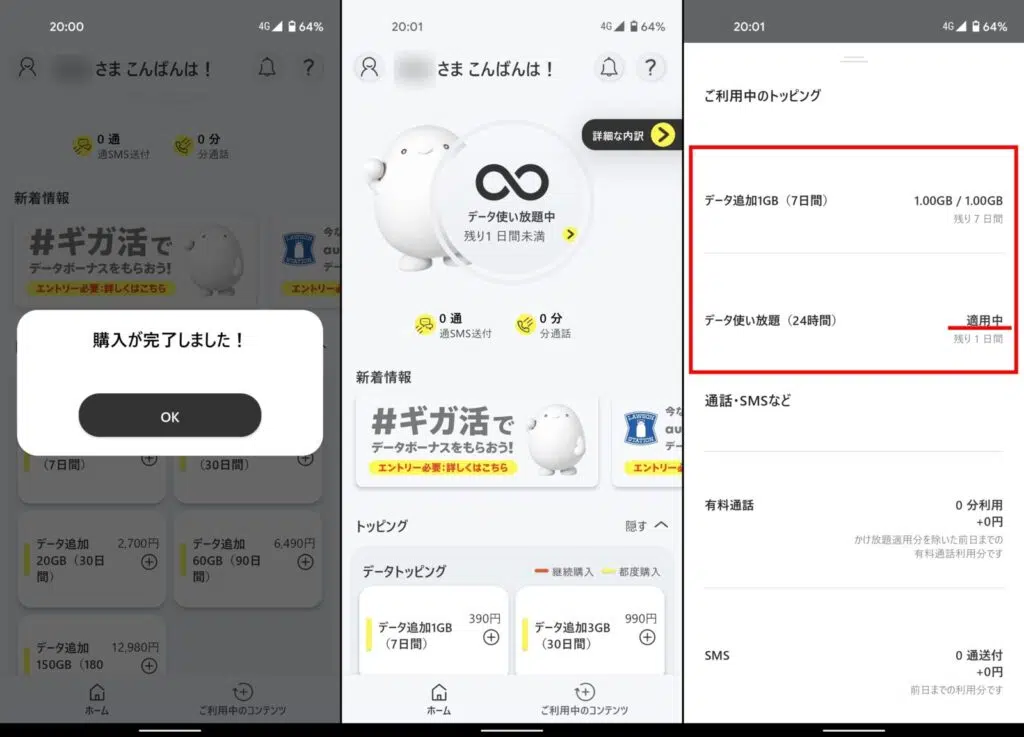 20:00
4G 64%
さま こんばんは！
?
0 通
通SMS送付
0 分
分通話
新着情報
#ギガ活で
データボーナスをもらおう!
エントリー必要:詳しくはこちら
LAWSON
STATION
今な
au
デー
エントリー
購入が完了しました！
OK
（7日間）
（30日間）
データ追加
20GB（30日
間）
2,700円
データ追加
60GB（90日
間）
6,490円
データ追加
150GB（180
12,980円
ホーム
ご利用中のコンテンツ
20:01
4G 64%
さま こんばんは！
?
詳細な内訳
データ使い放題中
残り1 日間未満
0 通
通SMS送付
0 分
分通話
新着情報
#ギガ活で
データボーナスをもらおう!
エントリー必要:詳しくはこちら
LAWSON
STATION
今な
au
デー
エントリー
トッピング
隠す
データトッピング
継続購入
都度購入
データ追加1GB
（7日間）
390円
データ追加3GB
（30日間）
990円
ホーム
ご利用中のコンテンツ
20:01
4G 64%
ご利用中のトッピング
データ追加1GB（7日間）
1.00GB / 1.00GB
残り 7 日間
データ使い放題（24時間）
適用中
残り 1 日間
通話・SMSなど
有料通話
0 分利用
+0円
かけ放題適用分を除いた前日までの
有料通話利用分です
SMS
0 通送付
+0円
前日までの利用分です